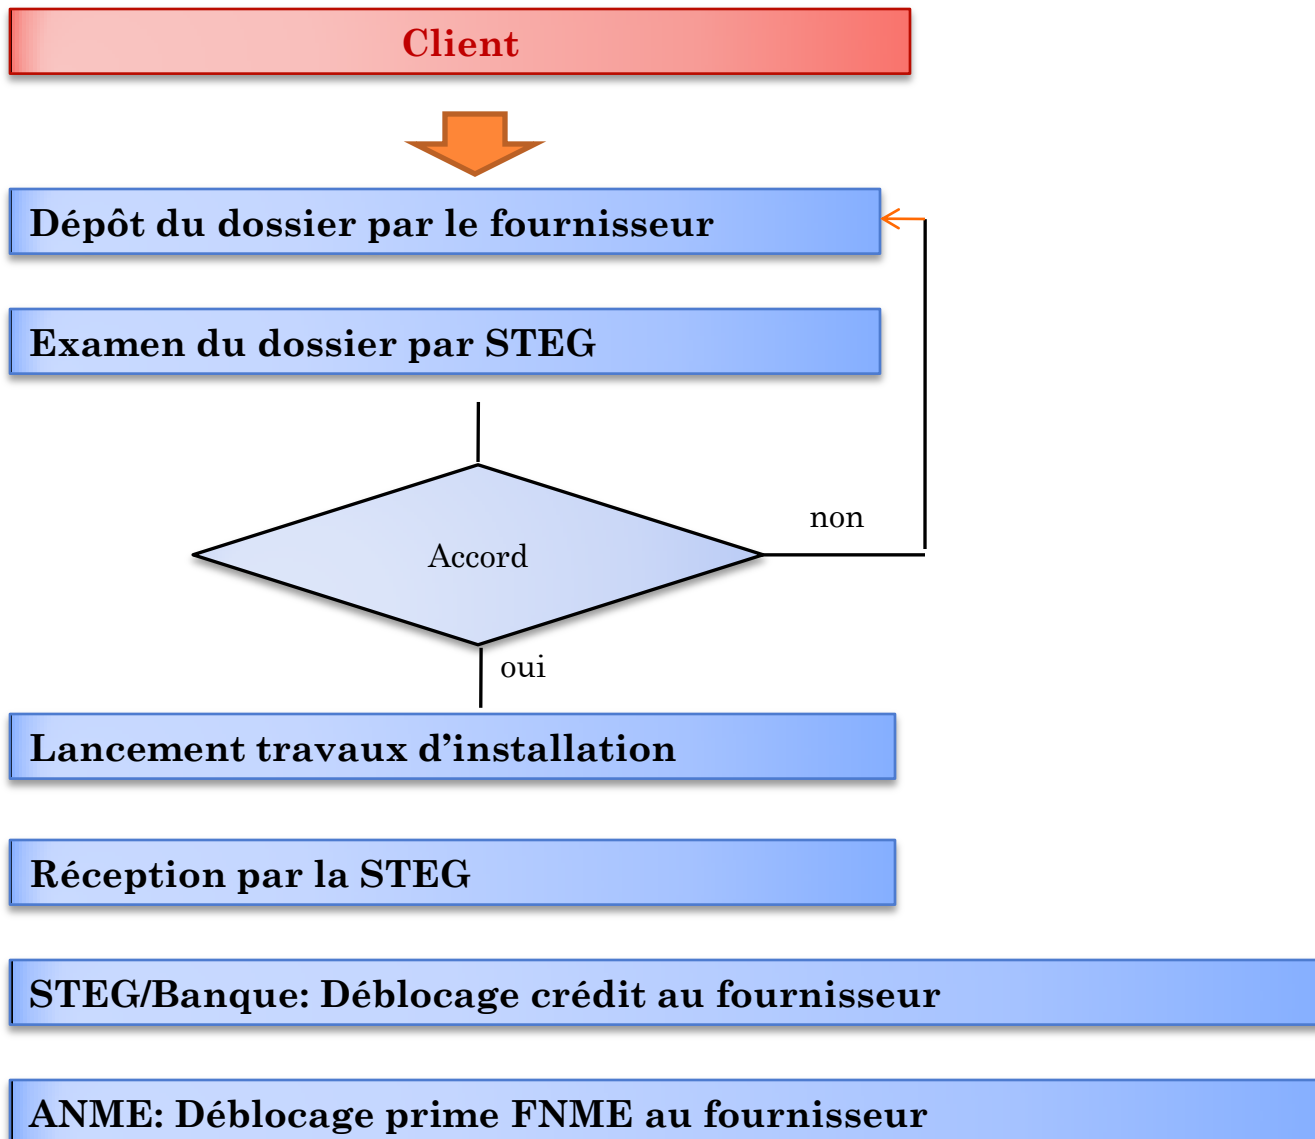 Client
Dépôt du dossier par le fournisseur
Examen du dossier par STEG
non
Accord
oui
Lancement travaux d’installation
Réception par la STEG
STEG/Banque: Déblocage crédit au fournisseur
ANME: Déblocage prime FNME au fournisseur